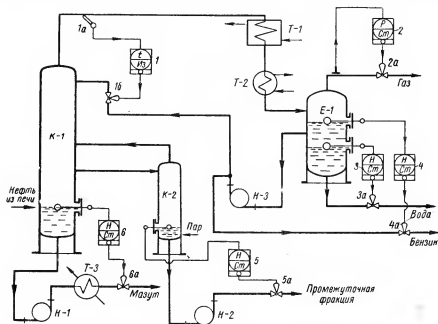 1а
t
Из
1
1б
Т-1
Т-2
Р
Ст
2
2а
Газ
Е-1
К-1
К-2
Н
Ст
3
Н
Ст
4
3а
Вода
4а
Бензин
Н-3
Нефть
из печи
Н
Ст
6
Пар
Н
Ст
5
5а
Промежуточная
фракция
Т-3
6а
Мазут
Н-1
Н-2